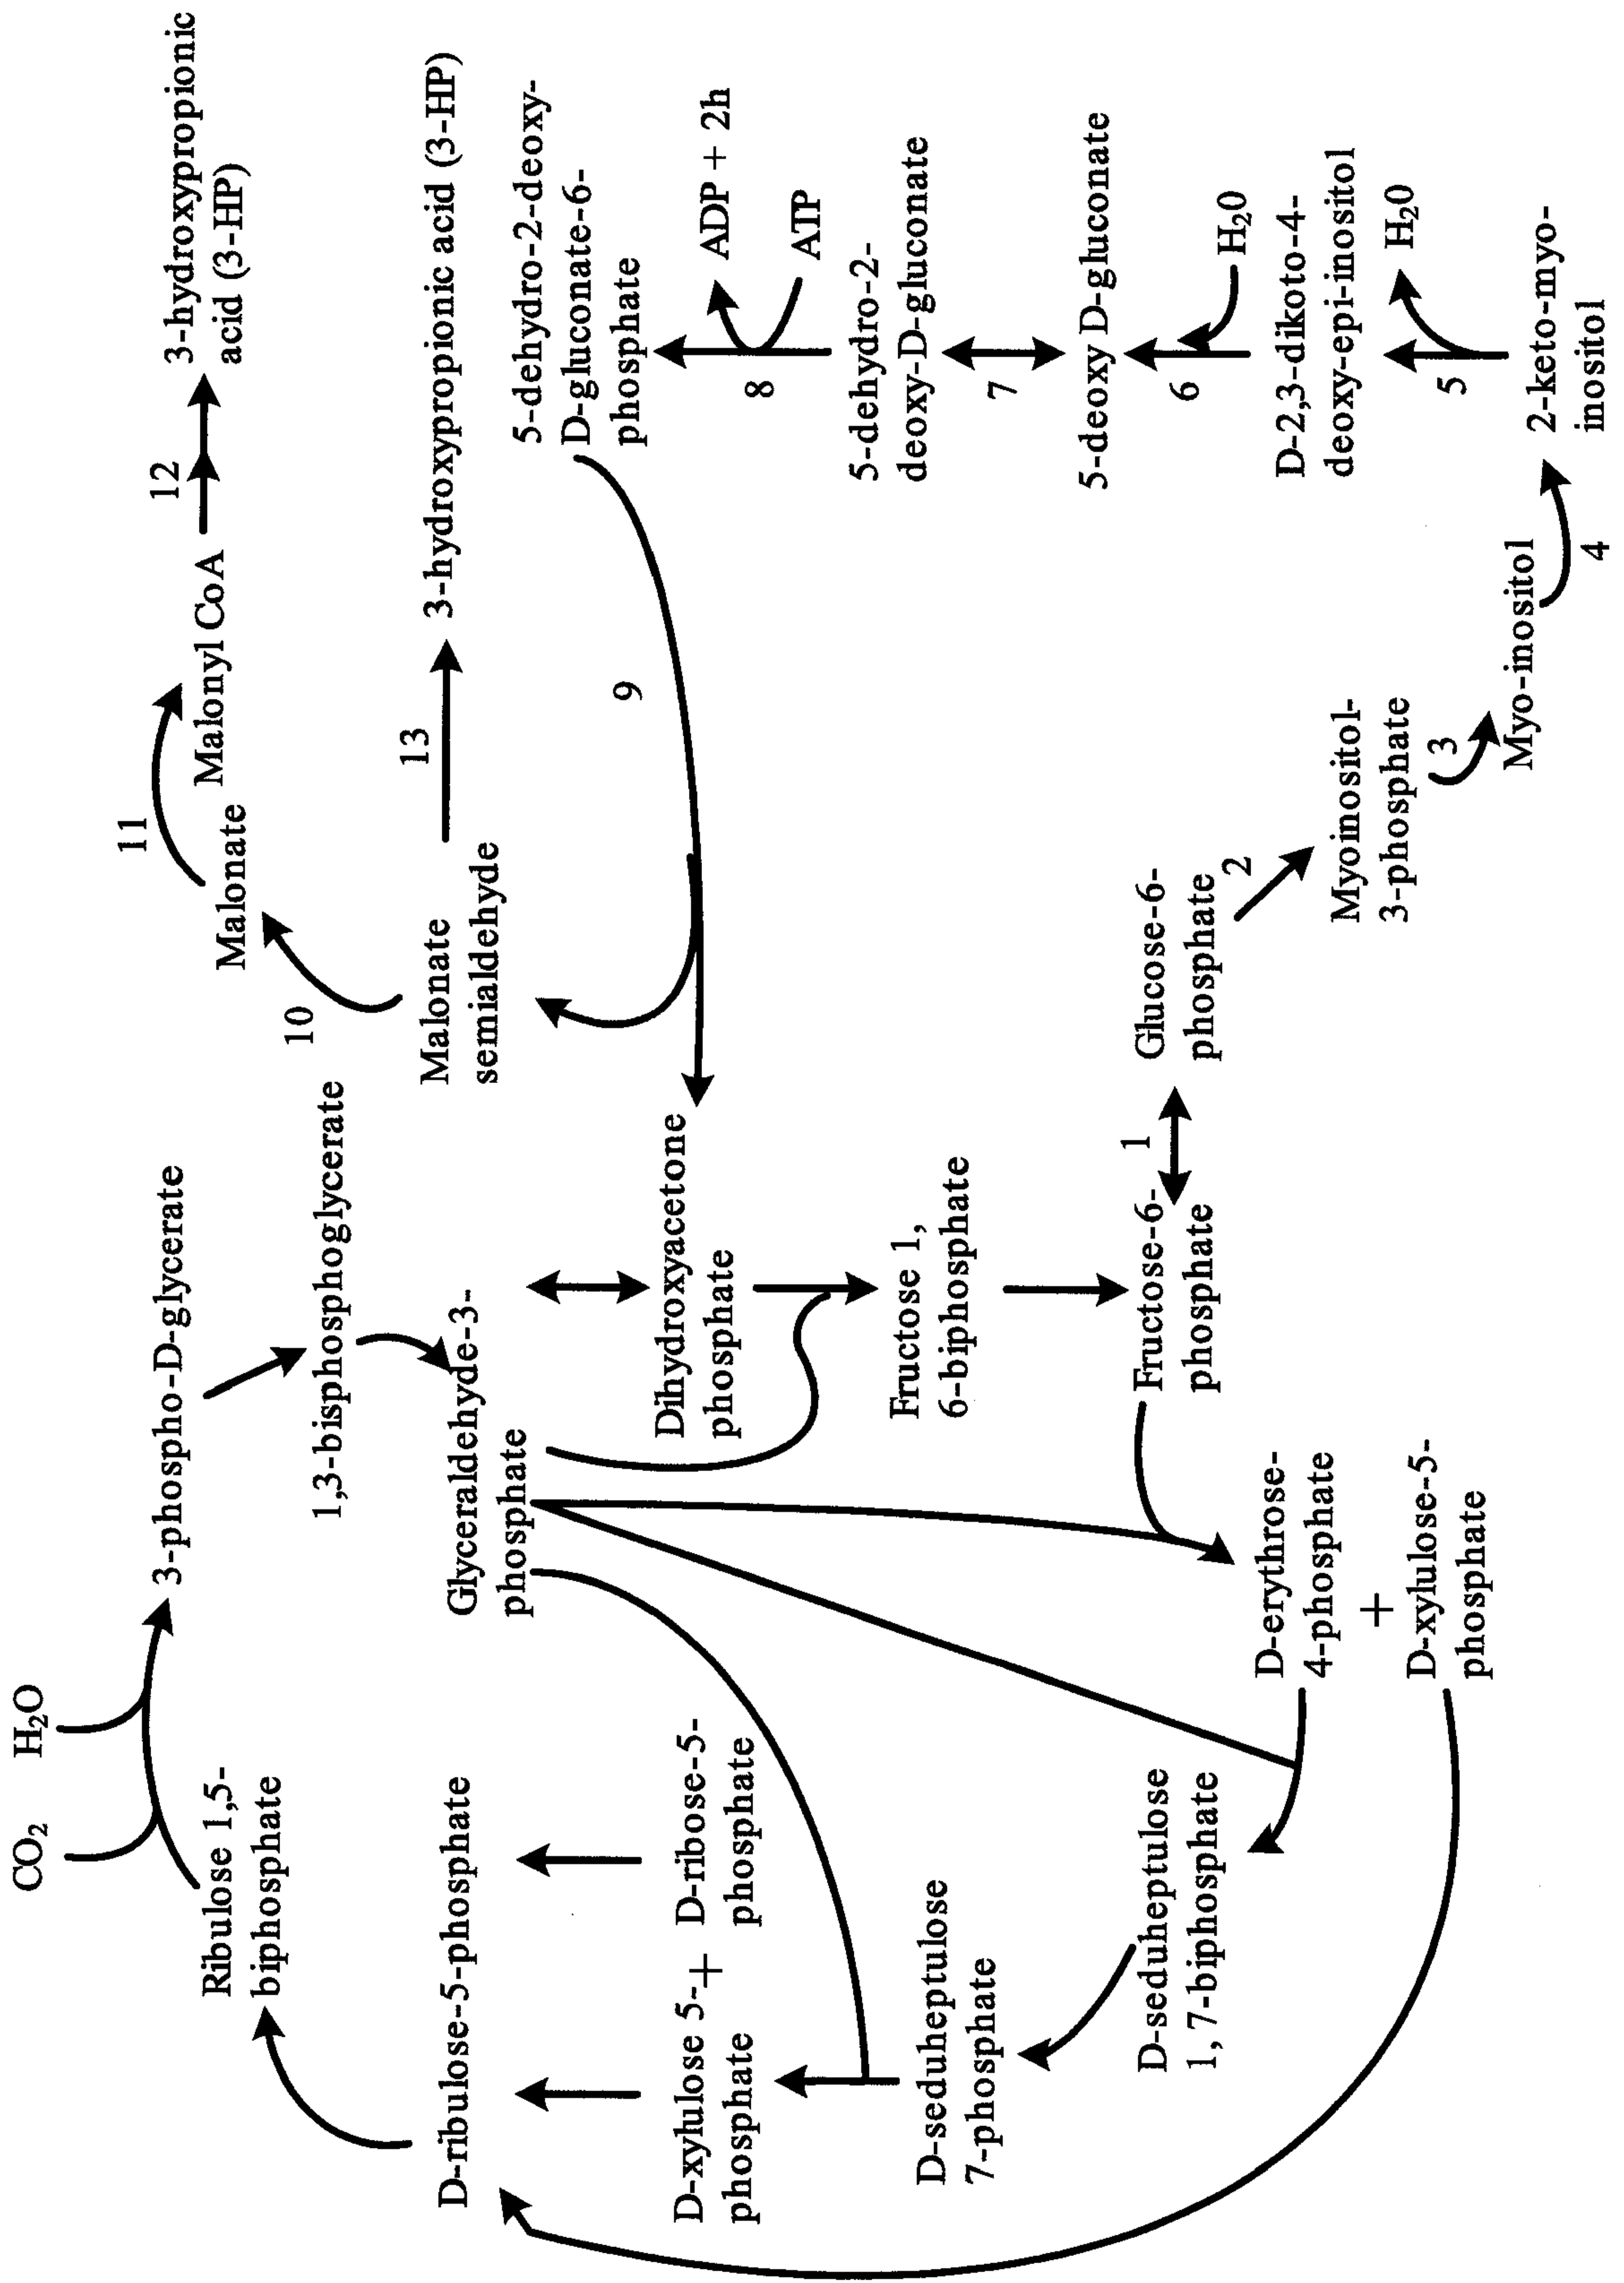 CO₂
H₂O
Ribulose 1,5-
biphosphate
3-phospho-D-glycerate
1,3-bisphosphoglycerate
Glyceraldehyde-3-
phosphate
D-ribulose-5-phosphate
D-xylulose 5-
phosphate
+
D-ribose-5-
phosphate
D-seduheptulose
7-phosphate
D-seduheptulose
1, 7-biphosphate
D-erythrose-
4-phosphate
+
D-xylulose-5-
phosphate
Dihydroxyacetone
phosphate
Fructose 1,
6-biphosphate
Fructose-6-
phosphate
1
Glucose-6-
phosphate
2
Myoinositol-
3-phosphate
3
Myo-inositol
4
2-keto-myo-
inositol
5
H₂0
D-2,3-dikoto-4-
deoxy-epi-inositol
6
H₂0
5-deoxy D-gluconate
7
5-dehydro-2-
deoxy-D-gluconate
8
ATP
ADP + 2h
5-dehydro-2-deoxy-
D-gluconate-6-
phosphate
9
Malonate
semialdehyde
10
Malonate
11
Malonyl CoA
12
3-hydroxypropionic
acid (3-HP)
13
3-hydroxypropionic acid (3-HP)